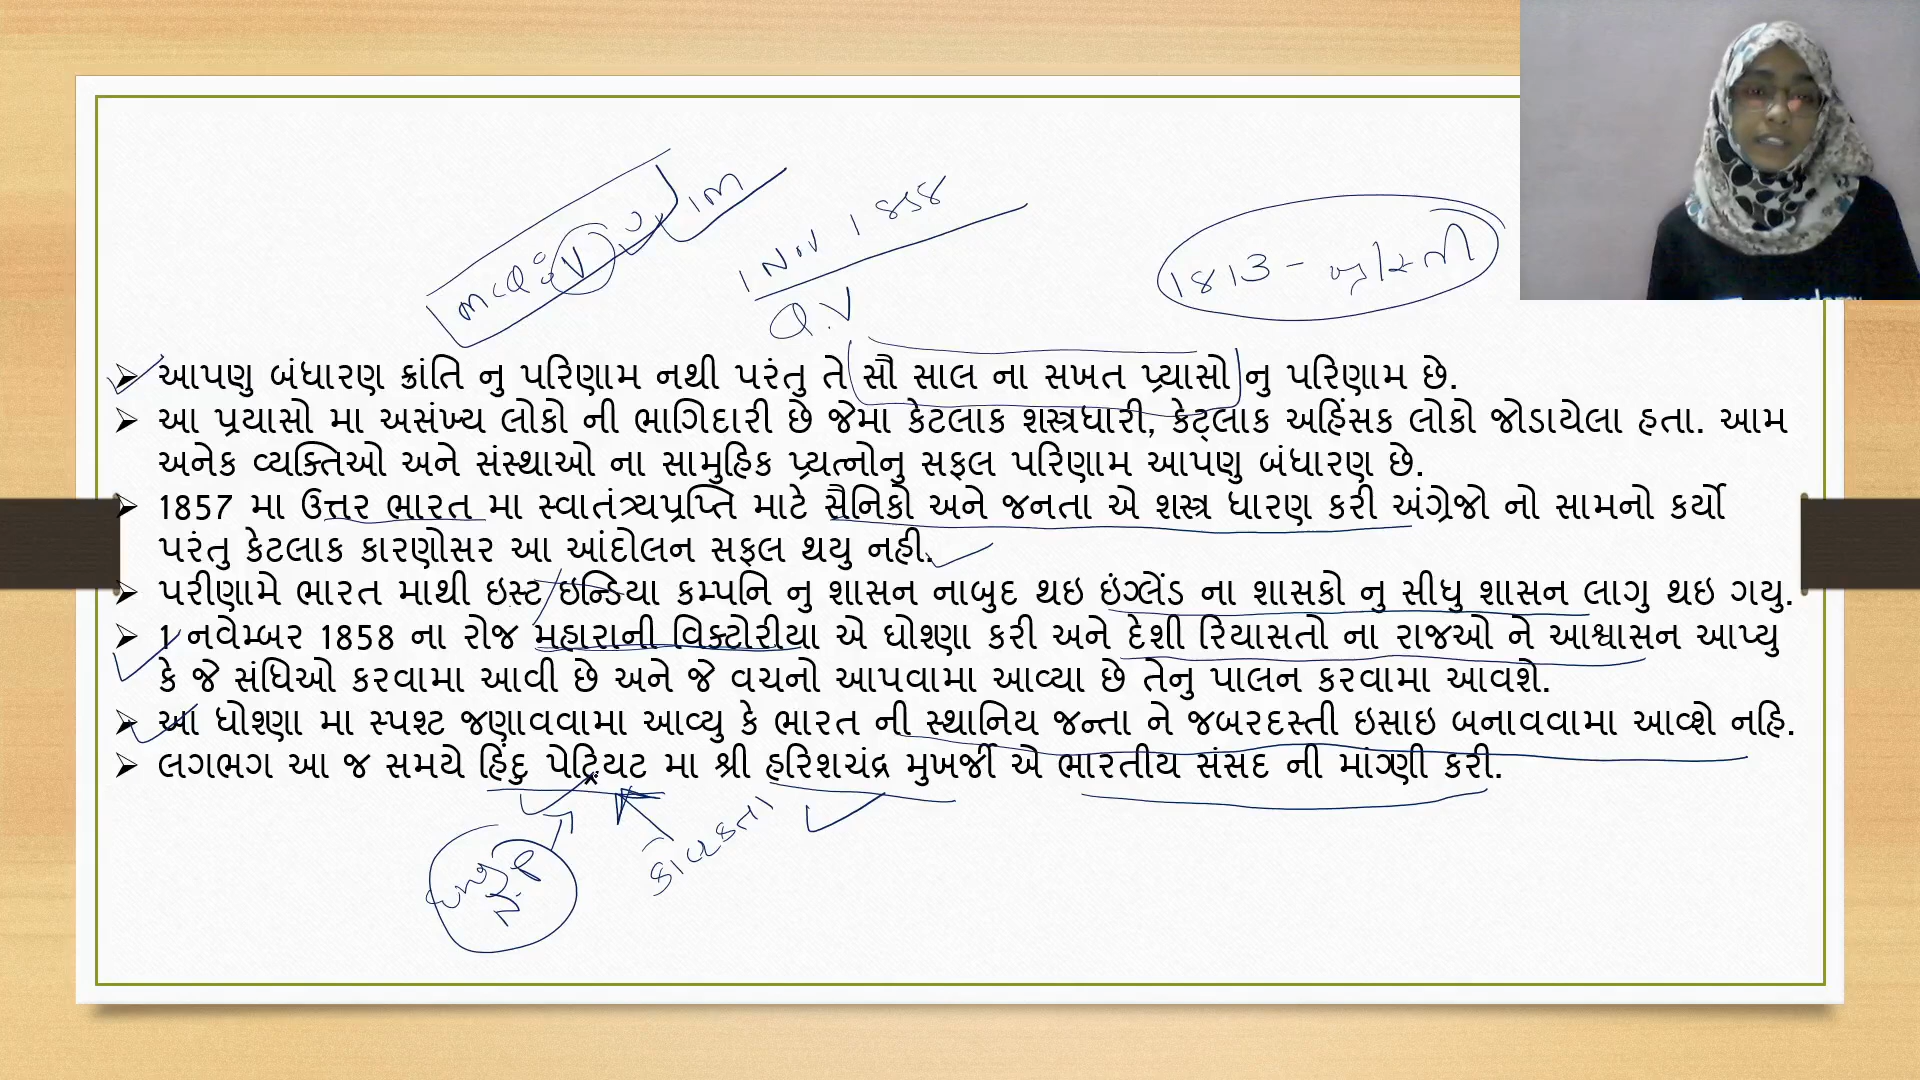 mcq: V 1M
1 Nov 1858
Q.V
1813 -
આપણુ બંધારણ ક્રાંતિ નુ પરિણામ નથી પરંતુ તે સૌ સાલ ના સખત પ્ર્યાસો નુ પરિણામ છે.
આ પ્રયાસો મા અસંખ્ય લોકો ની ભાગિદારી છે જેમા કેટલાક શસ્ત્રધારી, કેટ્લાક અહિંસક લોકો જોડાયેલા હતા. આમ
અનેક વ્યક્તિઓ અને સંસ્થાઓ ના સામુહિક પ્ર્યત્નોનુ સફલ પરિણામ આપણુ બંધારણ છે.
1857 મા ઉત્તર ભારત મા સ્વાતંત્ર્યપ્રપ્તિ માટે સૈનિકો અને જનતા એ શસ્ત્ર ધારણ કરી અંગ્રેજો નો સામનો કર્યો
પરંતુ કેટલાક કારણોસર આ આંદોલન સફલ થયુ નહી.
પરીણામે ભારત માથી ઇસ્ટ ઇન્ડિયા કમ્પનિ નુ શાસન નાબુદ થઇ ઇંગ્લેંડ ના શાસકો નુ સીધુ શાસન લાગુ થઇ ગયુ.
1 નવેમ્બર 1858 ના રોજ મહારાની વિક્ટોરીયા એ ઘોશ્ણા કરી અને દેશી રિયાસતો ના રાજઓ ને આશ્વાસન આપ્યુ
કે જે સંધિઓ કરવામા આવી છે અને જે વચનો આપવામા આવ્યા છે તેનુ પાલન કરવામા આવશે.
આ ઘોશ્ણા મા સ્પશ્ટ જણાવવામા આવ્યુ કે ભારત ની સ્થાનિય જન્તા ને જબરદસ્તી ઇસાઇ બનાવવામા આવ્શે નહિ.
લગભગ આ જ સમયે હિંદુ પેટ્રિયટ મા શ્રી હરિશચંદ્ર મુખર્જી એ ભારતીય સંસદ ની માંગ્ણી કરી.
કોલકતા